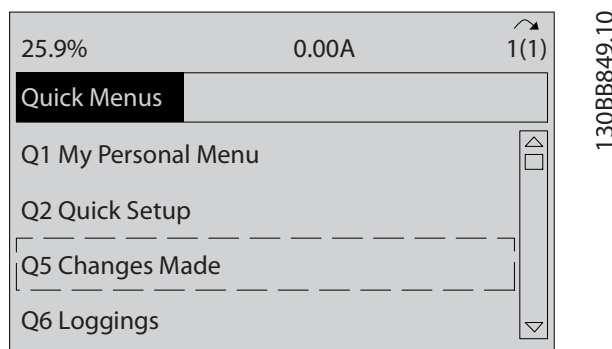 25.9% 0.00A 1(1)
Quick Menus
Q1 My Personal Menu
Q2 Quick Setup
Q5 Changes Made
Q6 Loggings
130BB849.10